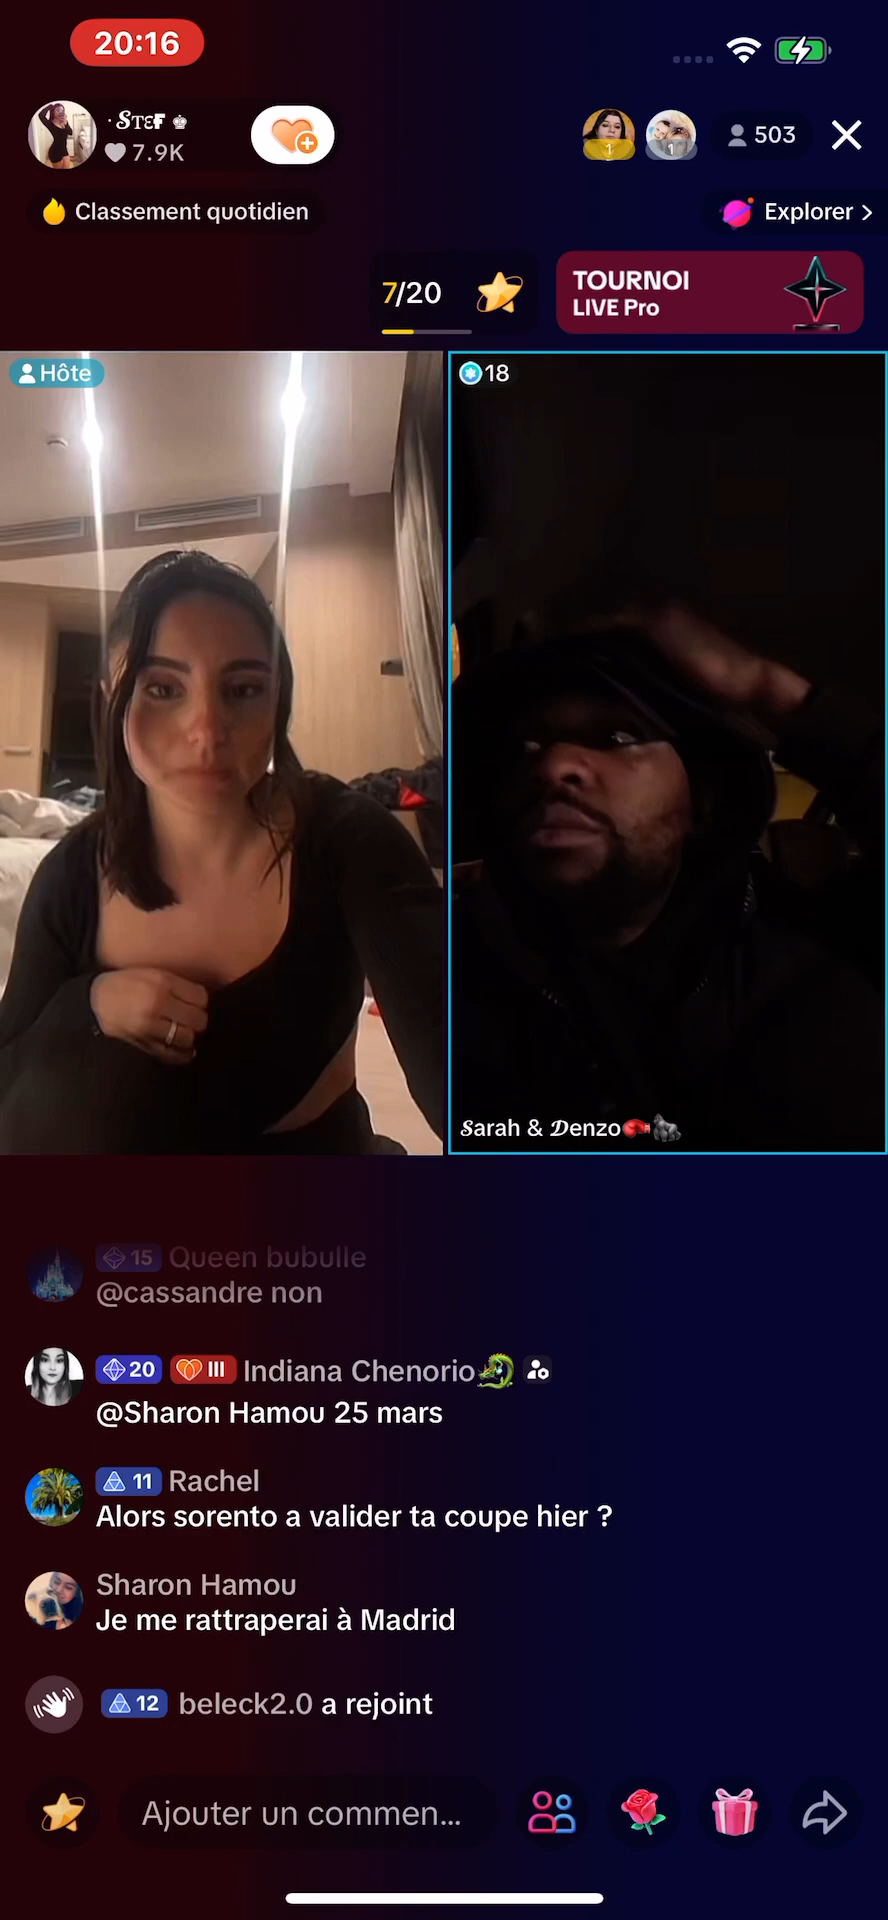 20:16
· STEF
7.9K
1
1
503
Classement quotidien
Explorer >
7/20
TOURNOI
LIVE Pro
Hôte
18
Sarah & Denzo
15 Queen bubulle
@cassandre non
20 III Indiana Chenorio
@Sharon Hamou 25 mars
11 Rachel
Alors sorento a valider ta coupe hier ?
Sharon Hamou
Je me rattraperai à Madrid
12 beleck2.0 a rejoint
Ajouter un commen...